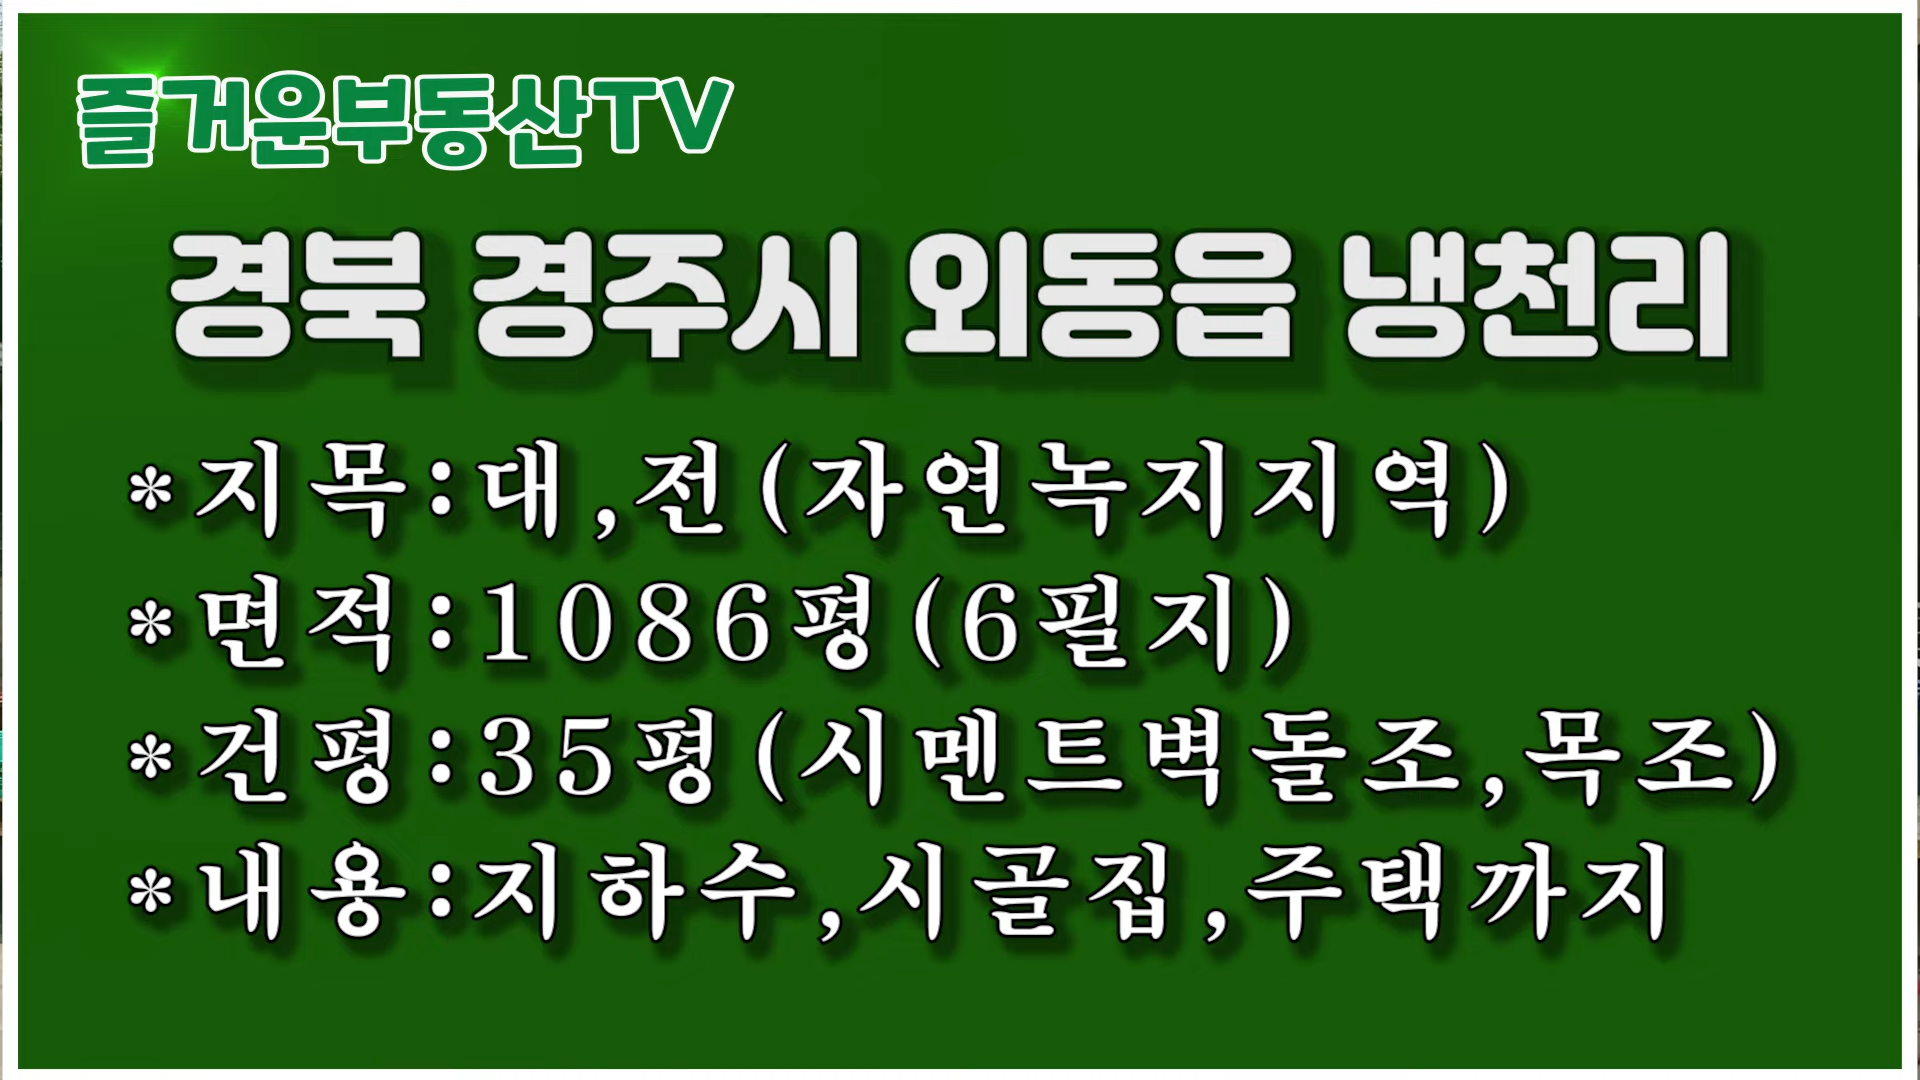 즐거운부동산TV
경북 경주시 외동읍 냉천리
*지목:대,전(자연녹지지역)
*면적:1086평(6필지)
*건평:35평(시멘트벽돌조,목조)
*내용:지하수,시골집,주택까지